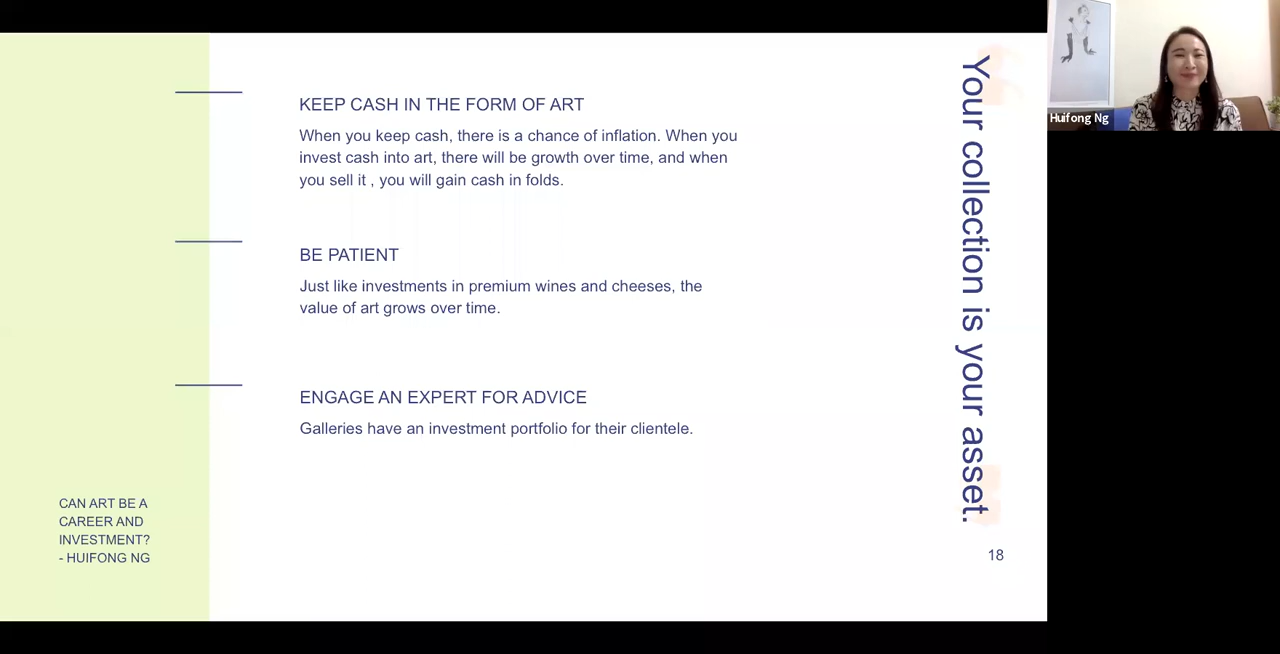 KEEP CASH IN THE FORM OF ART
When you keep cash, there is a chance of inflation. When you
invest cash into art, there will be growth over time, and when
you sell it , you will gain cash in folds.
BE PATIENT
Just like investments in premium wines and cheeses, the
value of art grows over time.
ENGAGE AN EXPERT FOR ADVICE
Galleries have an investment portfolio for their clientele.
CAN ART BE A
CAREER AND
INVESTMENT?
- HUIFONG NG
Your collection is your asset.
18
Huifong Ng